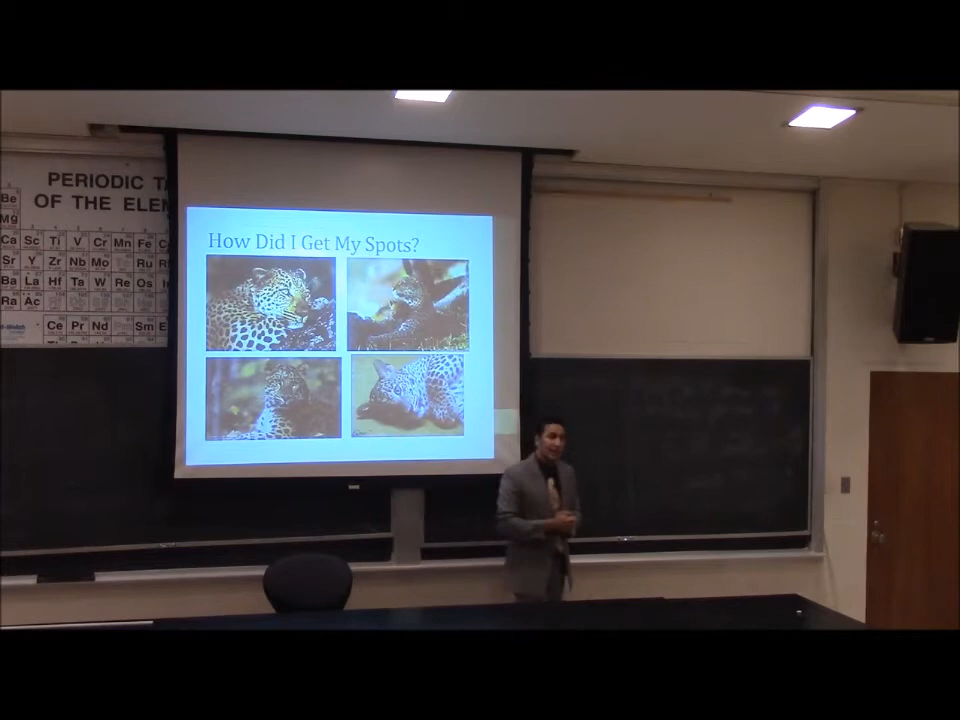 PERIODIC T
OF THE ELEM
Be
Mg
Ca Sc Ti V Cr Mn Fe C
Sr Y Zr Nb Mo Ru R
Ba La Hf Ta W Re Os I
Ra Ac
Ce Pr Nd Sm E
How Did I Get My Spots?